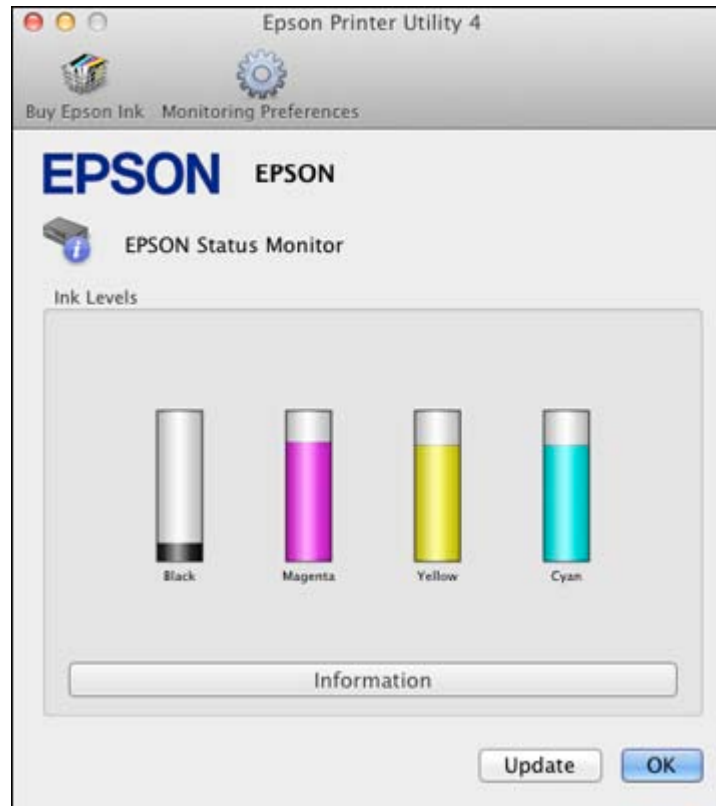 Epson Printer Utility 4
Buy Epson Ink Monitoring Preferences
EPSON EPSON
EPSON Status Monitor
Ink Levels
Black Magenta Yellow Cyan
Information
Update OK